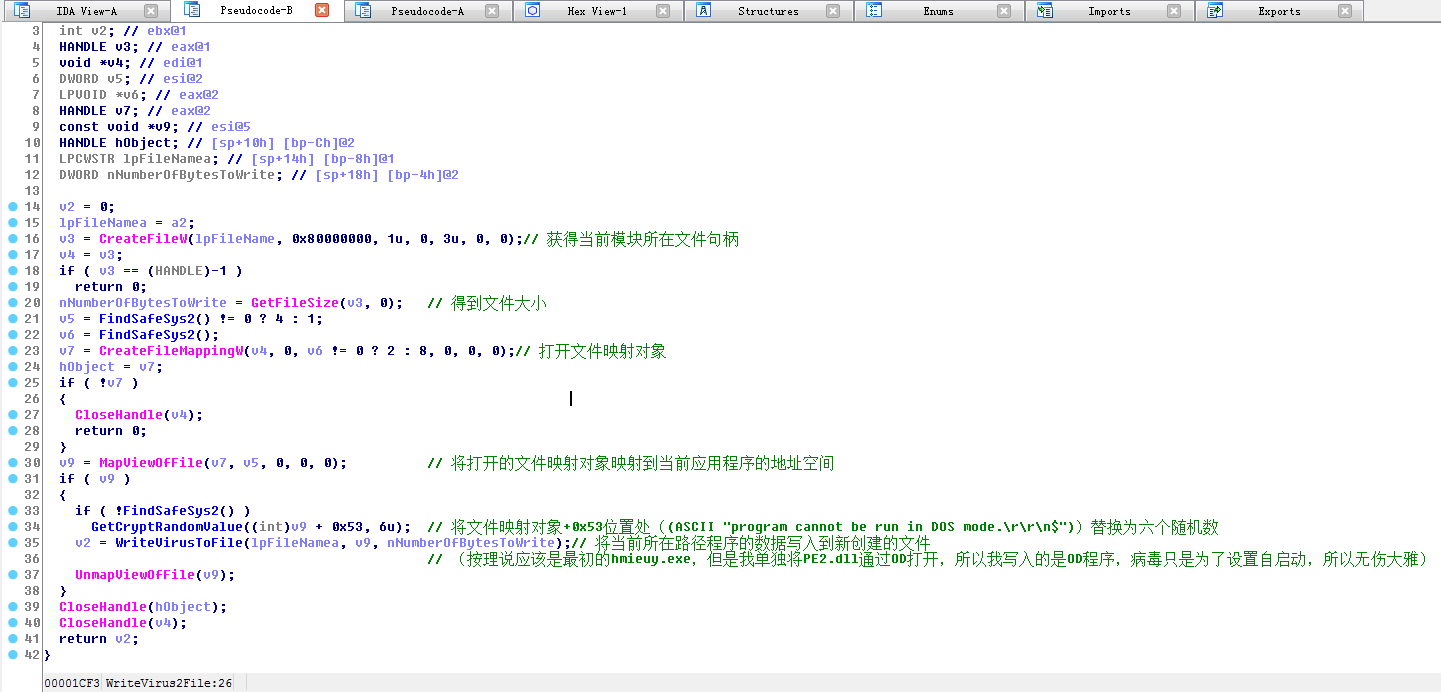 IDA View-A Pseudocode-B Pseudocode-A Hex View-1 Structures Enums Imports Exports
3 int v2; // ebx@1
4 HANDLE v3; // eax@1
5 void *v4; // edi@1
6 DWORD v5; // esi@2
7 LPVOID *v6; // eax@2
8 HANDLE v7; // eax@2
9 const void *v9; // esi@5
10 HANDLE hObject; // [sp+10h] [bp-Ch]@2
11 LPCWSTR lpFileNamea; // [sp+14h] [bp-8h]@1
12 DWORD nNumberOfBytesToWrite; // [sp+18h] [bp-4h]@2
13
14 v2 = 0;
15 lpFileNamea = a2;
16 v3 = CreateFileW(lpFileName, 0x80000000, 1u, 0, 3u, 0, 0);// 获得当前模块所在文件句柄
17 v4 = v3;
18 if ( v3 == (HANDLE)-1 )
19 return 0;
20 nNumberOfBytesToWrite = GetFileSize(v3, 0); // 得到文件大小
21 v5 = FindSafeSys2() != 0 ? 4 : 1;
22 v6 = FindSafeSys2();
23 v7 = CreateFileMappingW(v4, 0, v6 != 0 ? 2 : 8, 0, 0, 0);// 打开文件映射对象
24 hObject = v7;
25 if ( !v7 )
26 {
27 CloseHandle(v4);
28 return 0;
29 }
30 v9 = MapViewOfFile(v7, v5, 0, 0, 0); // 将打开的文件映射对象映射到当前应用程序的地址空间
31 if ( v9 )
32 {
33 if ( !FindSafeSys2() )
34 GetCryptRandomValue((int)v9 + 0x53, 6u); // 将文件映射对象+0x53位置处（(ASCII "program cannot be run in DOS mode.\r\r\n$")）替换为六个随机数
35 v2 = WriteVirusToFile(lpFileNamea, v9, nNumberOfBytesToWrite);// 将当前所在路径程序的数据写入到新创建的文件
36 // （按理说应该是最初的hmieuy.exe，但是我单独将PE2.dll通过OD打开，所以我写入的是OD程序，病毒只是为了设置自启动，所以无伤大雅）
37 UnmapViewOfFile(v9);
38 }
39 CloseHandle(hObject);
40 CloseHandle(v4);
41 return v2;
42 }
00001CF3 WriteVirus2File:26